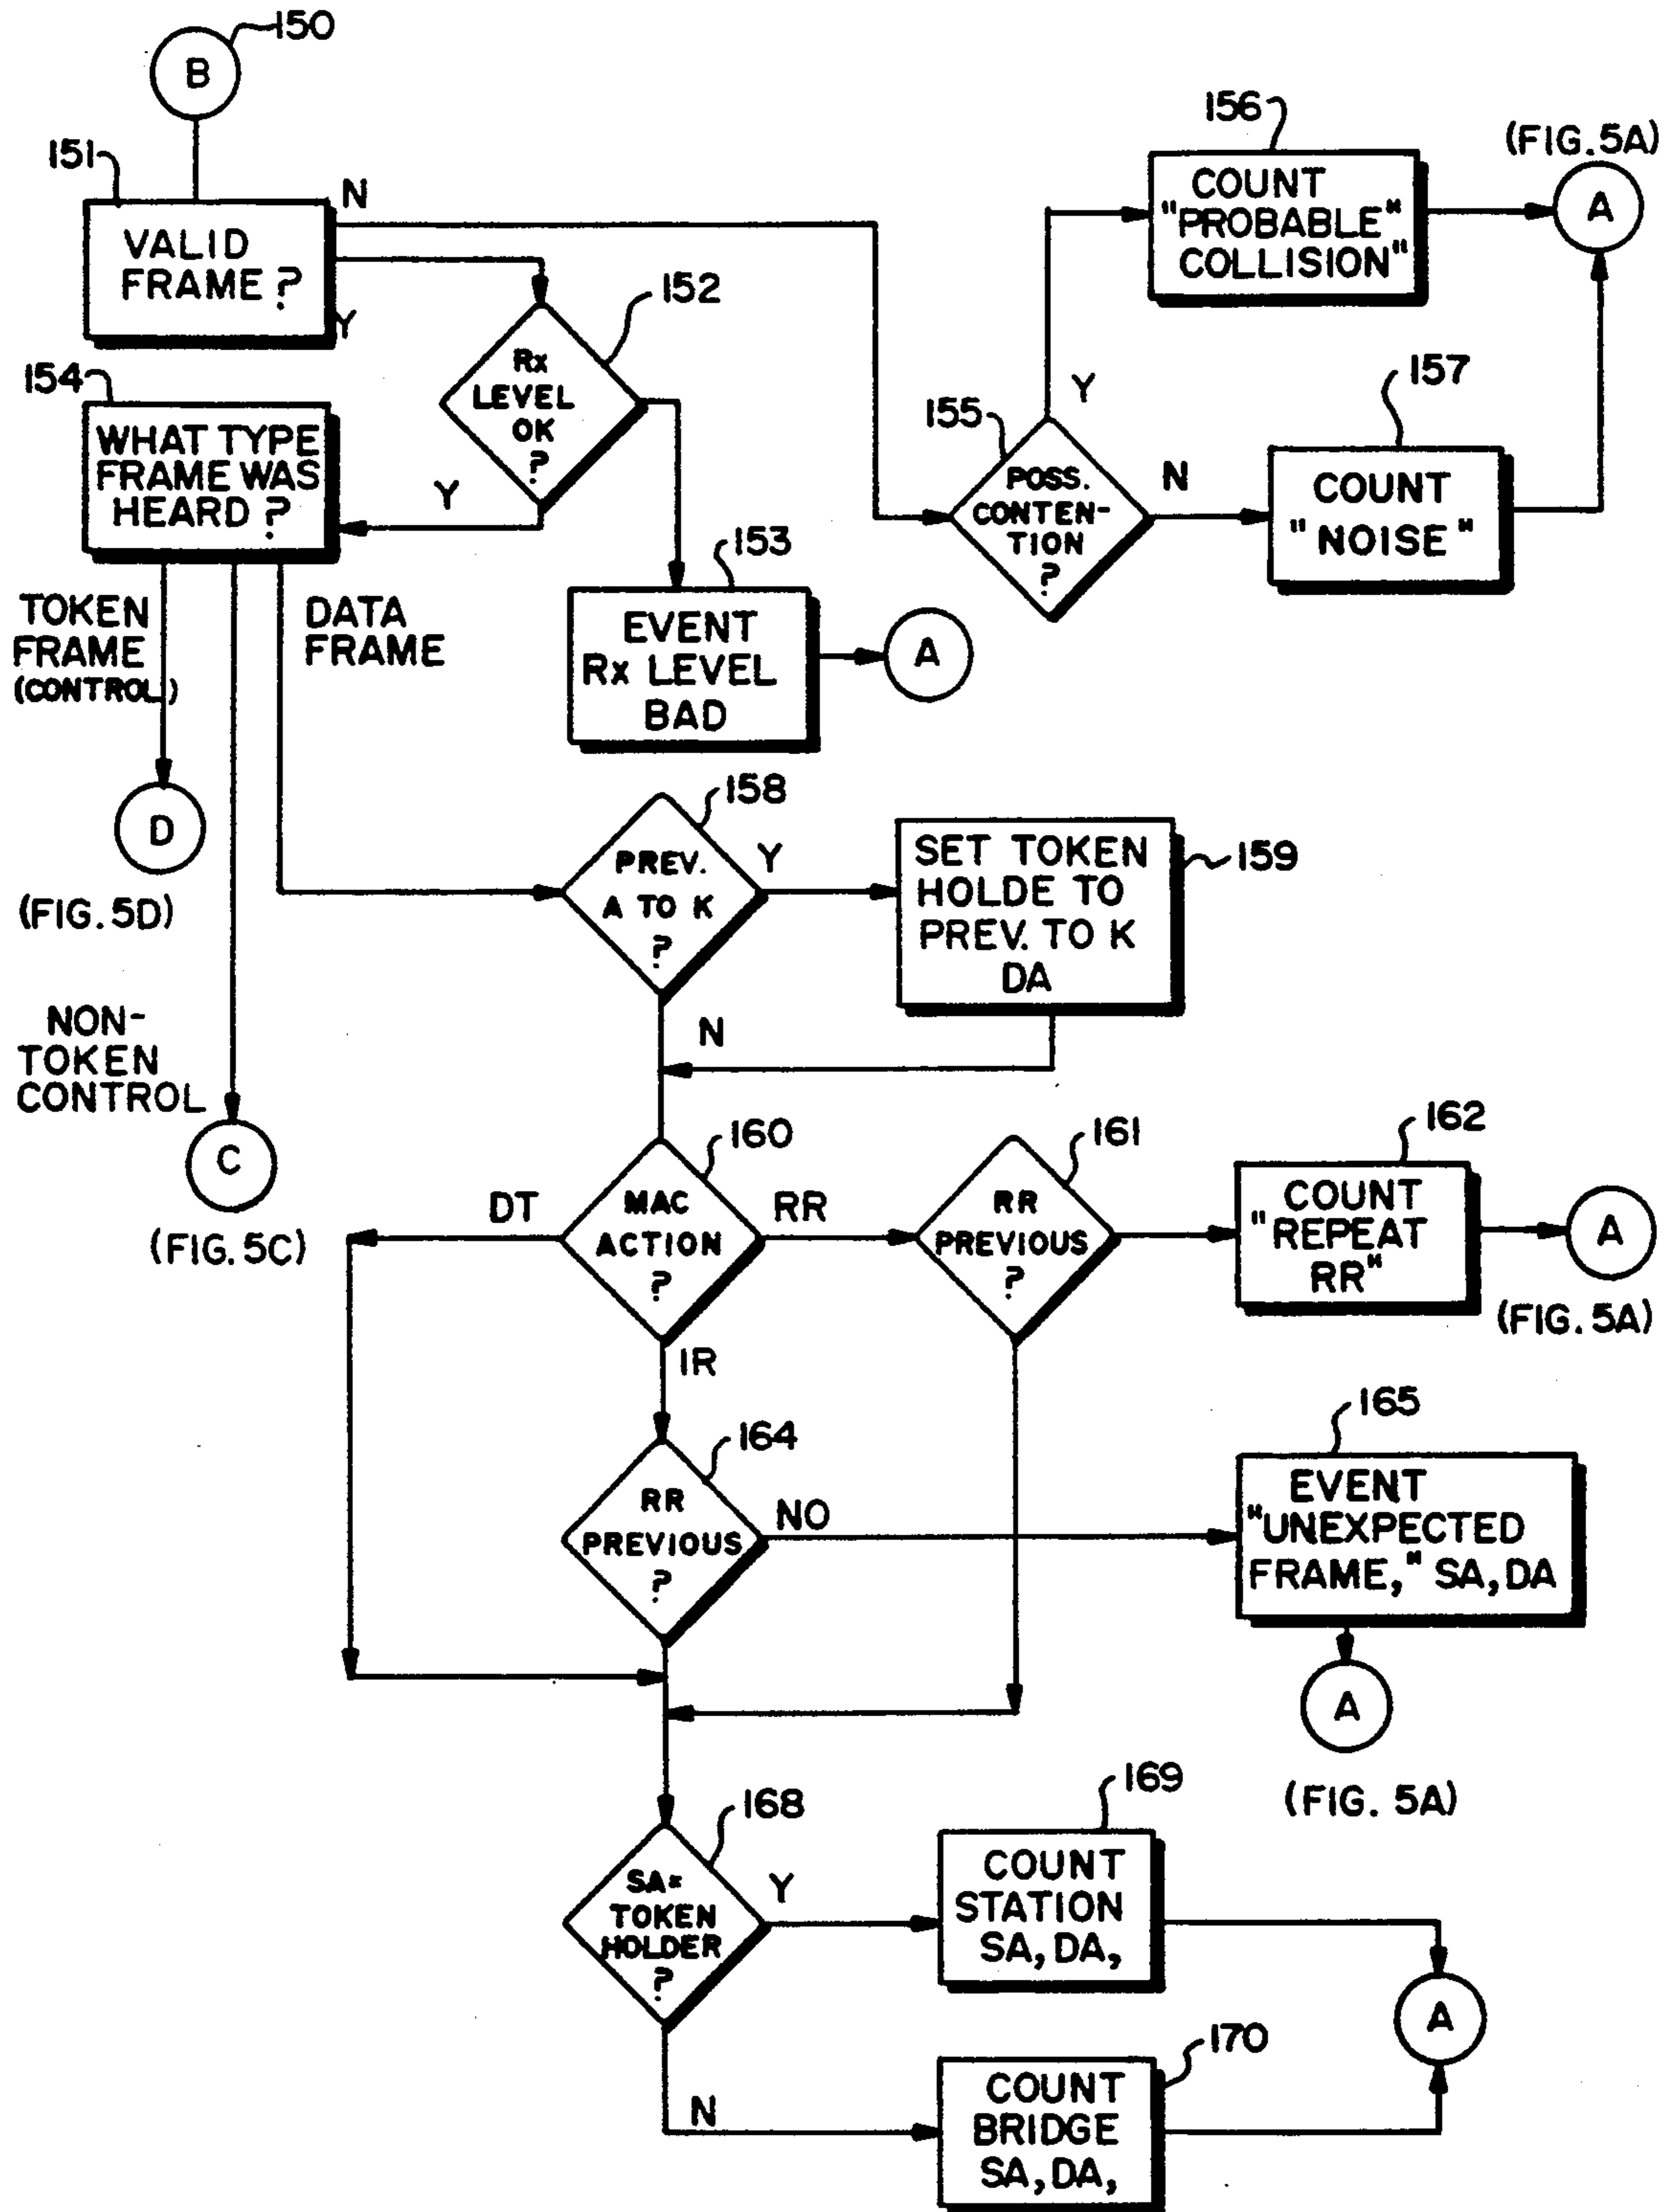 150
B
151
VALID
FRAME ?
N
Y
152
Rx
LEVEL
OK
?
Y
154
WHAT TYPE
FRAME WAS
HEARD ?
153
EVENT
Rx LEVEL
BAD
A
155
POSS.
CONTEN-
TION
?
Y
N
156
COUNT
"PROBABLE"
COLLISION"
(FIG. 5A)
A
157
COUNT
"NOISE"
TOKEN
FRAME
(CONTROL)
D
(FIG. 5D)
DATA
FRAME
NON-
TOKEN
CONTROL
C
(FIG. 5C)
158
PREV.
A TO K
?
Y
N
159
SET TOKEN
HOLDE TO
PREV. TO K
DA
160
MAC
ACTION
?
DT
RR
IR
161
RR
PREVIOUS
?
162
COUNT
"REPEAT
RR"
A
(FIG. 5A)
164
RR
PREVIOUS
?
NO
165
EVENT
"UNEXPECTED
FRAME," SA, DA
A
(FIG. 5A)
168
SA=
TOKEN
HOLDER
?
Y
N
169
COUNT
STATION
SA, DA,
170
COUNT
BRIDGE
SA, DA,
A